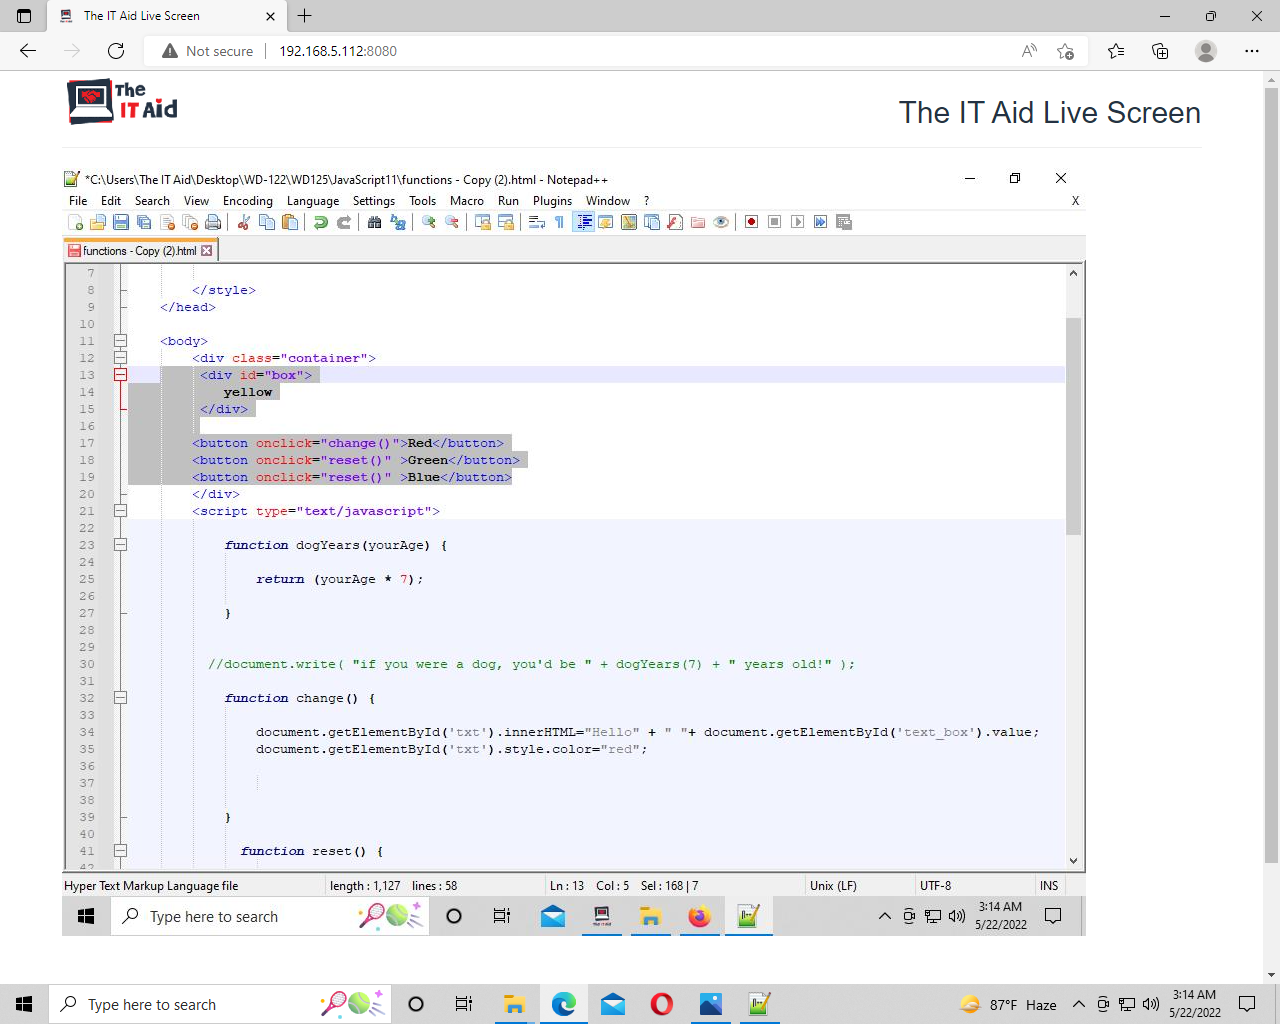 The IT Aid Live Screen
Not secure
192.168.5.112:8080
The
IT Aid
The IT Aid Live Screen
*C:\Users\The IT Aid\Desktop\WD-122\WD125\JavaScript11\functions - Copy (2).html - Notepad++
File Edit Search View Encoding Language Settings Tools Macro Run Plugins Window ? X
functions - Copy (2).html
7
8 </style>
9 </head>
10
11 <body>
12 <div class="container">
13 <div id="box">
14 yellow
15 </div>
16
17 <button onclick="change()">Red</button>
18 <button onclick="reset()" >Green</button>
19 <button onclick="reset()" >Blue</button>
20 </div>
21 <script type="text/javascript">
22
23 function dogYears(yourAge) {
24
25 return (yourAge * 7);
26
27 }
28
29
30 //document.write( "if you were a dog, you'd be " + dogYears(7) + " years old!" );
31
32 function change() {
33
34 document.getElementById('txt').innerHTML="Hello" + " "+ document.getElementById('text_box').value;
35 document.getElementById('txt').style.color="red";
36
37
38
39 }
40
41 function reset() {
42
Hyper Text Markup Language file length : 1,127 lines : 58 Ln : 13 Col : 5 Sel : 168 | 7 Unix (LF) UTF-8 INS
Type here to search
3:14 AM
5/22/2022
Type here to search
87°F Haze
3:14 AM
5/22/2022